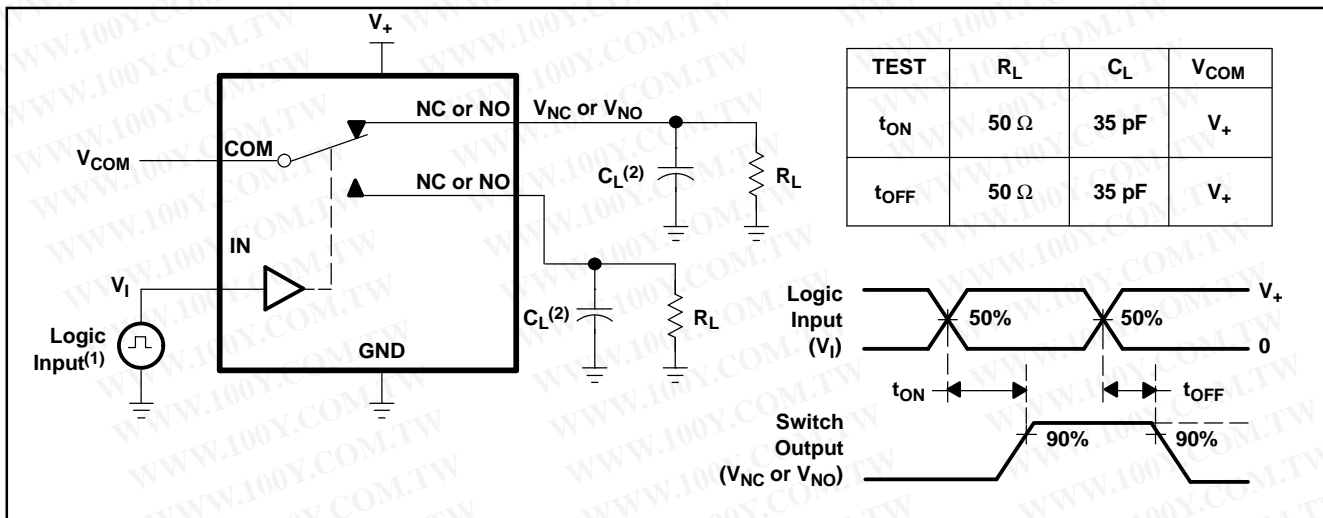 V+
NC or NO
VNC or VNO
COM
VCOM
CL(2)
RL
NC or NO
IN
VI
CL(2)
RL
Logic
Input(1)
GND
TEST RL CL VCOM
tON 50 Ω 35 pF V+
tOFF 50 Ω 35 pF V+
Logic
Input
(VI)
50%
50%
V+
0
tON
tOFF
Switch
Output
(VNC or VNO)
90%
90%
WWW.100Y.COM.TW